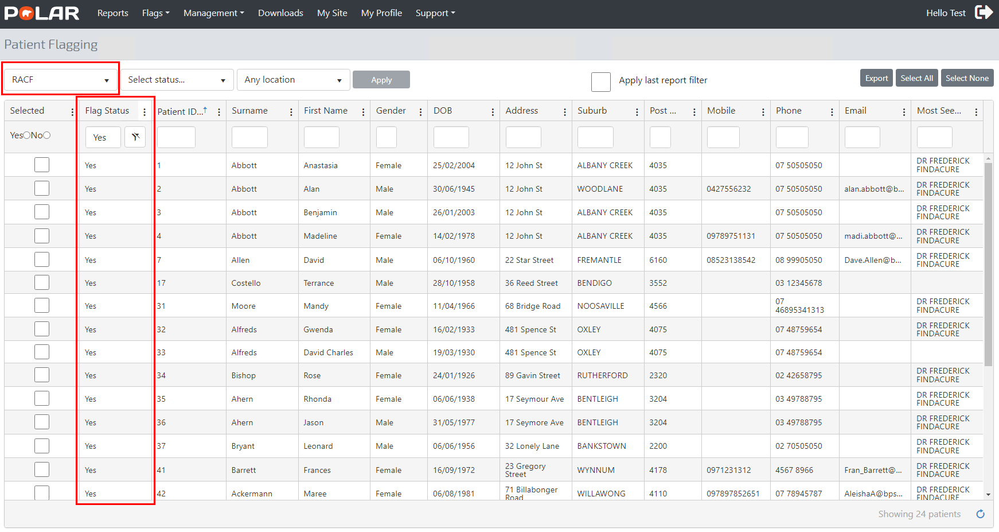 POLAR Reports Flags Management Downloads My Site My Profile Support Hello Test
Patient Flagging
RACF Select status... Any location Apply Apply last report filter Export Select All Select None
Selected Flag Status Patient ID... Surname First Name Gender DOB Address Suburb Post ... Mobile Phone Email Most See...
Yes No Yes
Yes 1 Abbott Anastasia Female 25/02/2004 12 John St ALBANY CREEK 4035 07 50505050 DR FREDERICK
FINDACURE
Yes 2 Abbott Alan Male 30/06/1945 12 John St WOODLANE 4035 0427556232 07 50505050 alan.abbott@b... DR FREDERICK
FINDACURE
Yes 3 Abbott Benjamin Male 26/01/2003 12 John St ALBANY CREEK 4035 07 50505050 DR FREDERICK
FINDACURE
Yes 4 Abbott Madeline Female 14/02/1978 12 John St ALBANY CREEK 4035 09789751131 07 50505050 madi.abbott@... DR FREDERICK
FINDACURE
Yes 7 Allen David Male 06/10/1960 22 Star Street FREMANTLE 6160 08523138542 08 99905050 Dave.Allen@b... DR FREDERICK
FINDACURE
Yes 17 Costello Terrance Male 28/10/1958 36 Reed Street BENDIGO 3552 03 12345678
Yes 31 Moore Mandy Female 11/04/1966 68 Bridge Road NOOSAVILLE 4566 07 DR FREDERICK
46895341313 FINDACURE
Yes 32 Alfreds Gwenda Female 16/02/1933 481 Spence St OXLEY 4075 07 48759654 DR FREDERICK
FINDACURE
Yes 33 Alfreds David Charles Male 19/03/1930 481 Spence St OXLEY 4075 07 48759654
Yes 34 Bishop Rose Female 24/01/1926 89 Gavin Street RUTHERFORD 2320 02 42658795 DR FREDERICK
FINDACURE
Yes 35 Ahern Rhonda Female 06/06/1938 17 Seymour Ave BENTLEIGH 3204 03 49788795 DR FREDERICK
FINDACURE
Yes 36 Ahern Jason Male 31/05/1977 17 Seymore Ave BENTLEIGH 3204 03 49788795 DR FREDERICK
FINDACURE
Yes 37 Bryant Leonard Male 06/06/1956 32 Lonely Lane BANKSTOWN 2200 02 70505050 DR FREDERICK
FINDACURE
Yes 41 Barrett Frances Female 16/09/1972 23 Gregory WYNNUM 4178 0971231312 4567 8966 Fran_Barrett@... DR FREDERICK
Street FINDACURE
Yes 42 Ackermann Maree Female 06/08/1981 71 Billabonger WILLAWONG 4110 097897852651 07 78945787 AleishaA@bps... DR FREDERICK
Road FINDACURE
Showing 24 patients